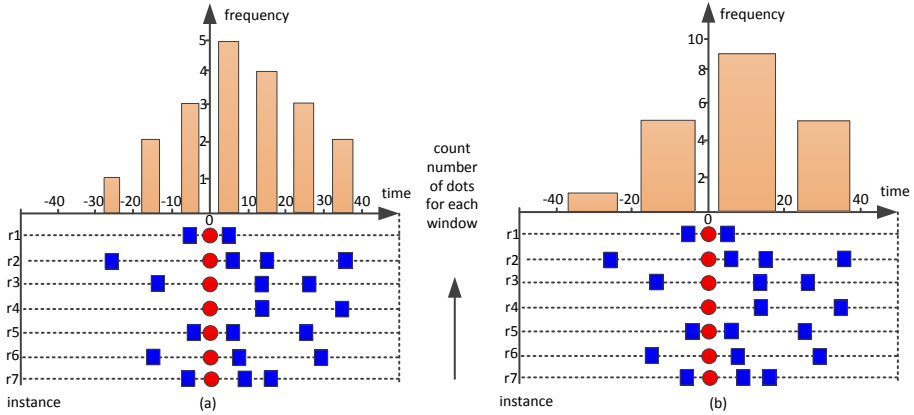 frequency
5
4
3
2
1
-40 -30 -20 -10 0 10 20 30 40 time
r1
r2
r3
r4
r5
r6
r7
instance
(a)
count
number
of dots
for each
window
frequency
10
8
6
4
2
-40 -20 0 20 40 time
r1
r2
r3
r4
r5
r6
r7
instance
(b)